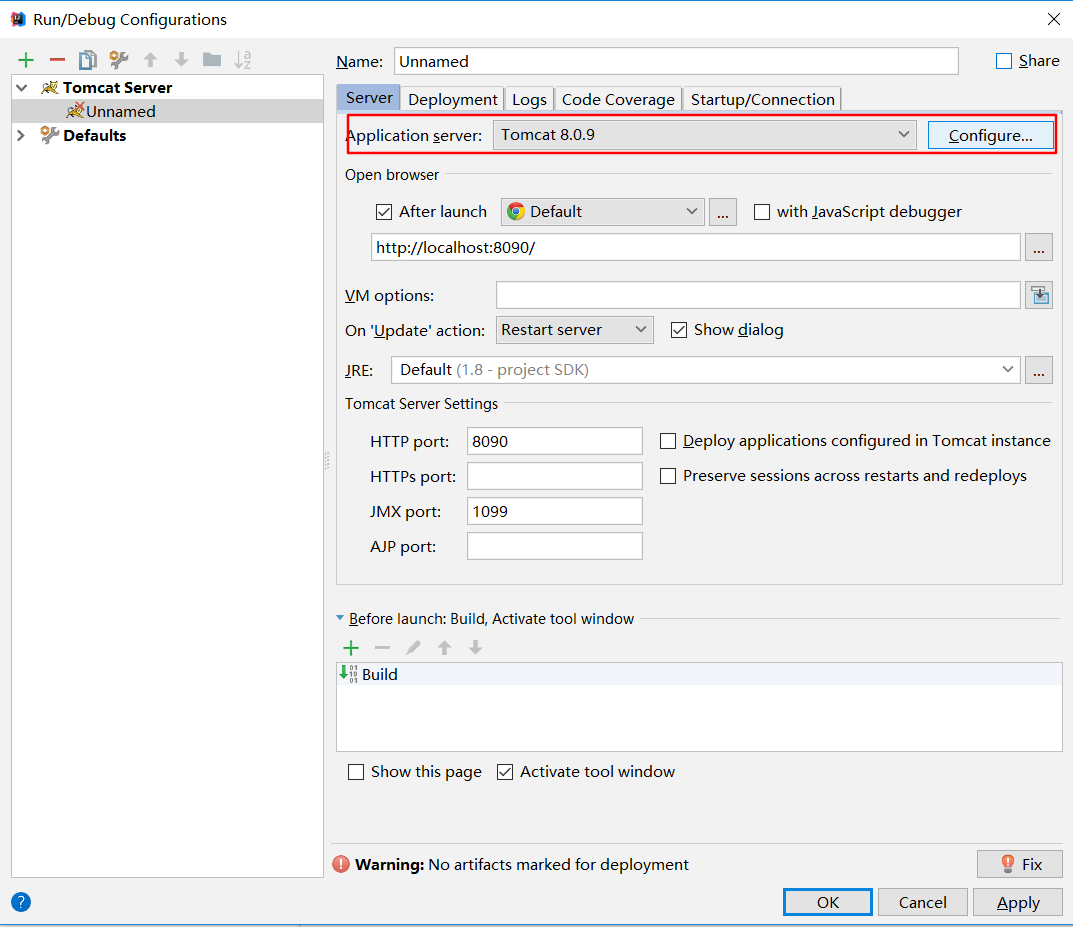 Run/Debug Configurations
Name: Unnamed Share
Tomcat Server
Unnamed
Defaults
Server Deployment Logs Code Coverage Startup/Connection
Application server: Tomcat 8.0.9 Configure...
Open browser
After launch Default ... with JavaScript debugger
http://localhost:8090/ ...
VM options:
On 'Update' action: Restart server Show dialog
JRE: Default (1.8 - project SDK) ...
Tomcat Server Settings
HTTP port: 8090 Deploy applications configured in Tomcat instance
HTTPs port: Preserve sessions across restarts and redeploys
JMX port: 1099
AJP port:
Before launch: Build, Activate tool window
Build
Show this page Activate tool window
Warning: No artifacts marked for deployment Fix
? OK Cancel Apply